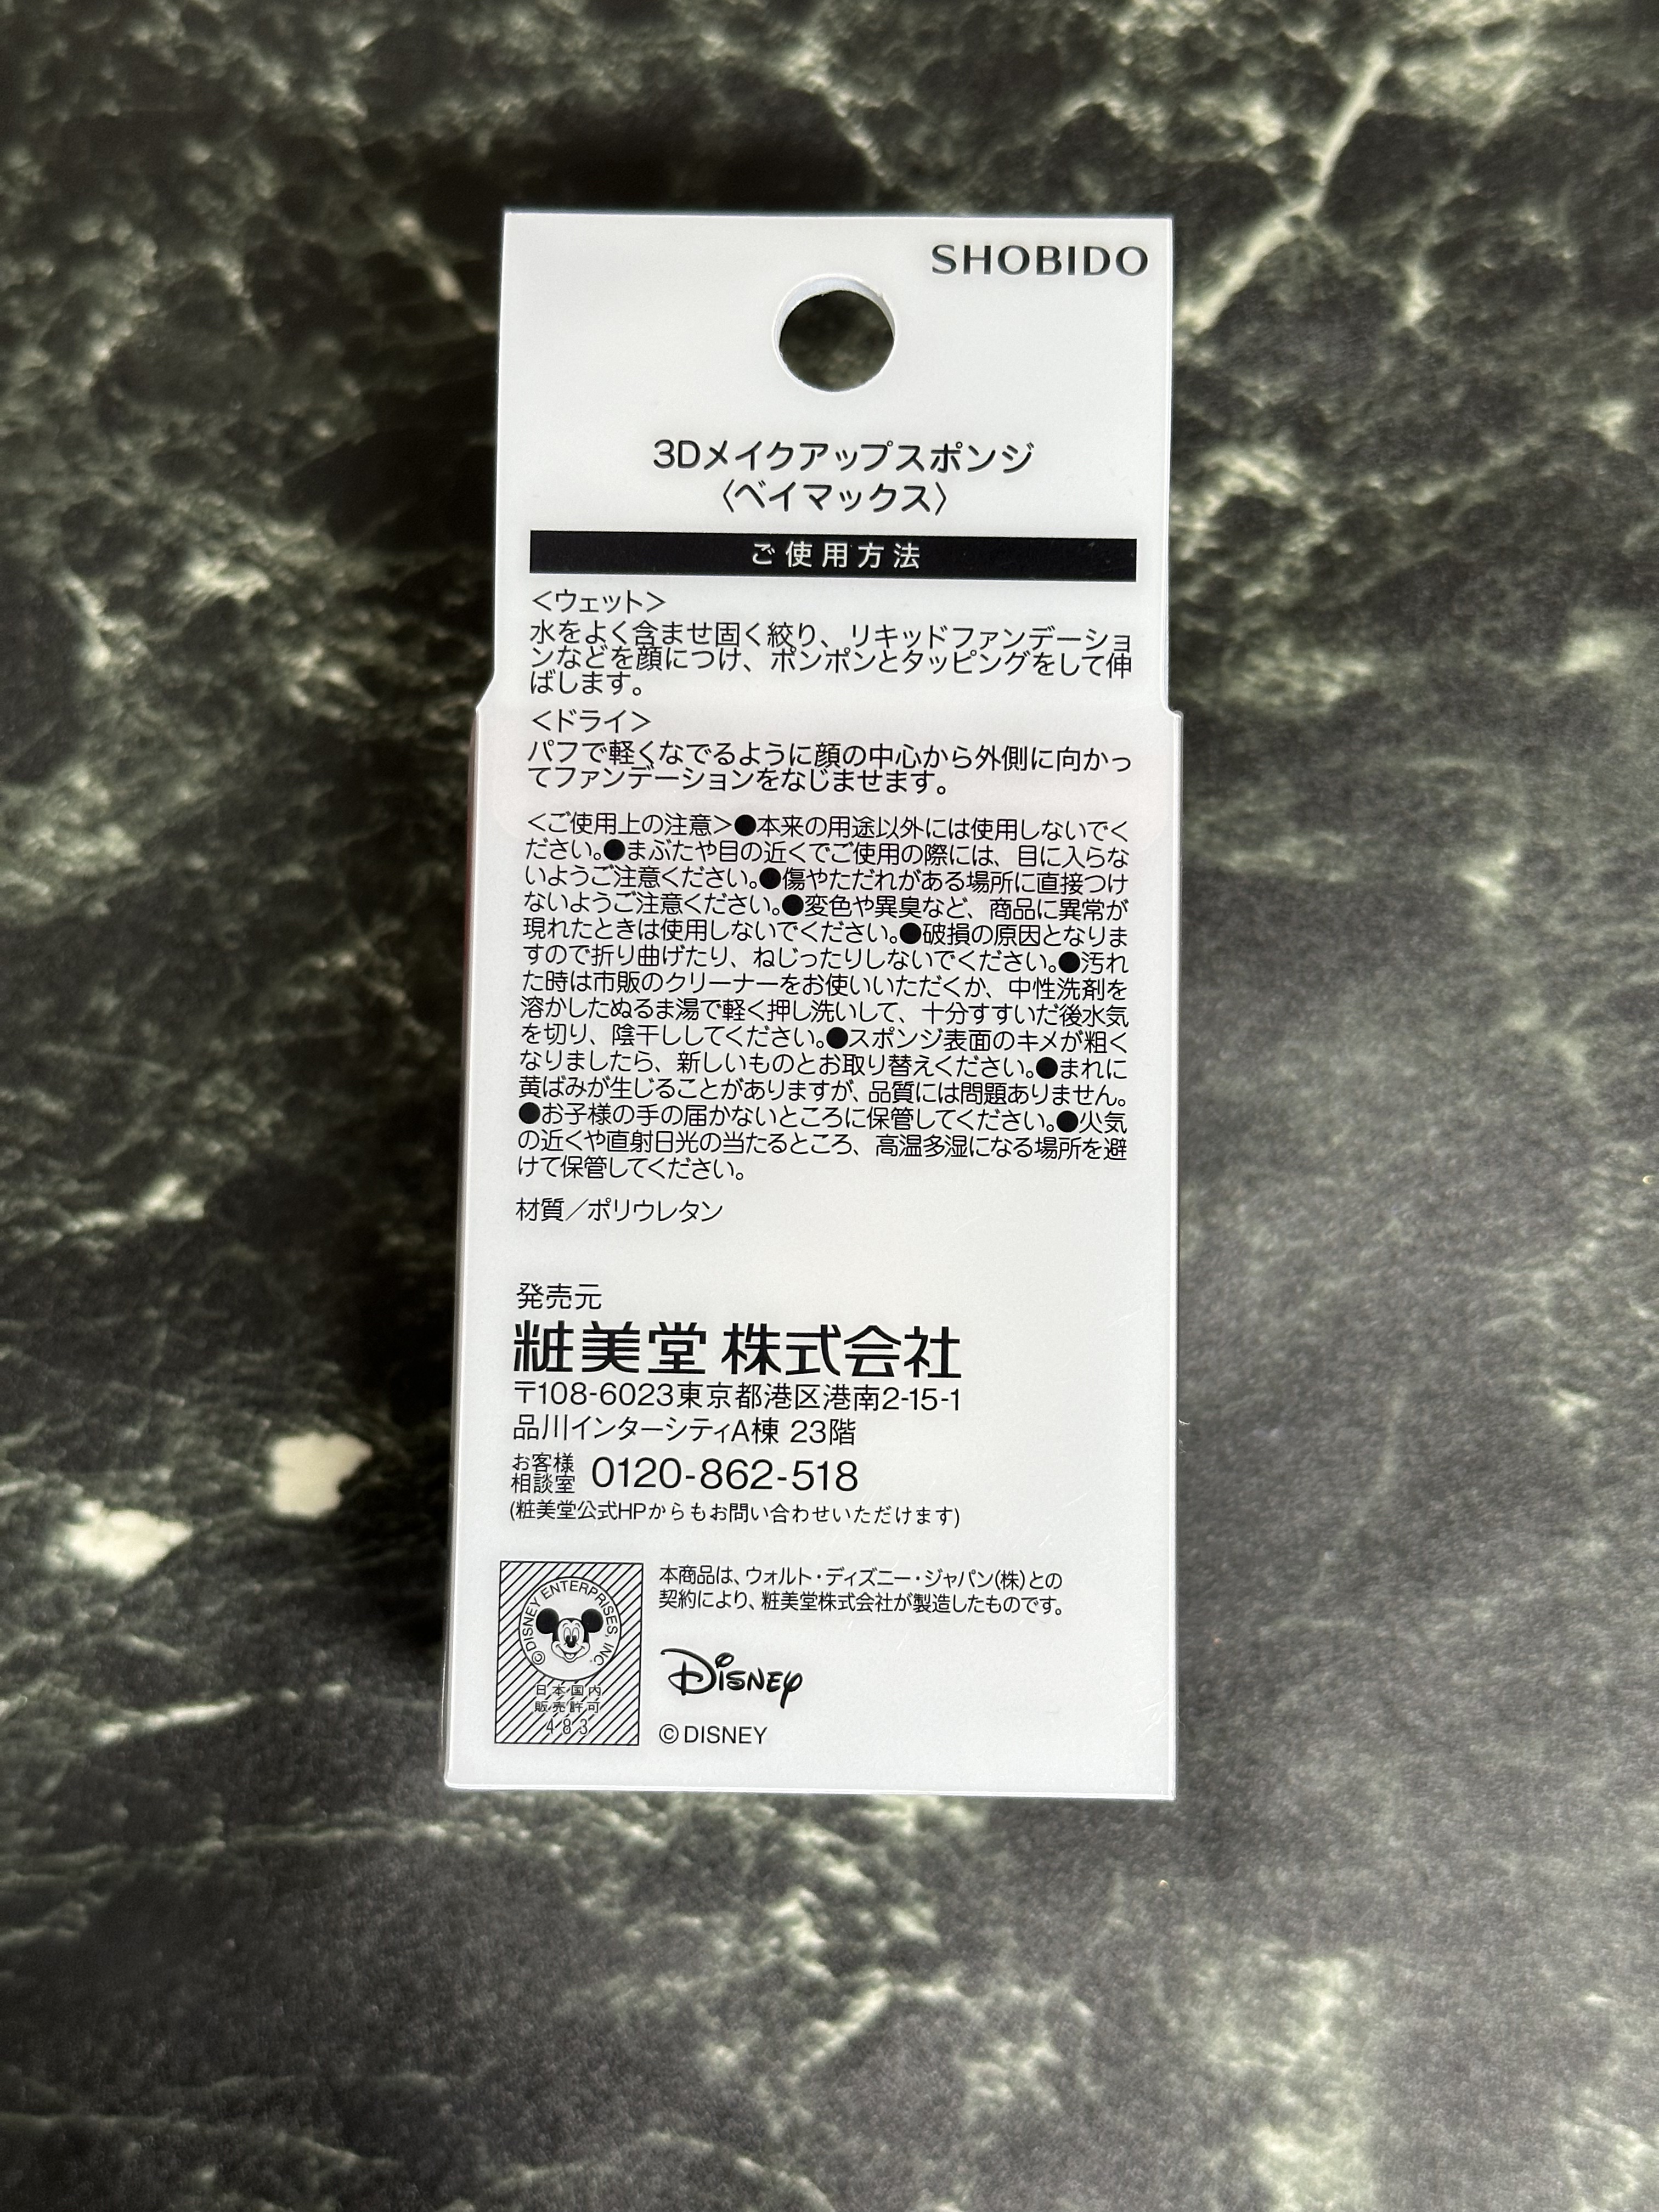 SHOBIDO
3Dメイクアップスポンジ
〈ベイマックス〉
ご使用方法
<ウェット>
水をよく含ませ固く絞り、リキッドファンデーショ
ンなどを顔につけ、ポンポンとタッピングをして伸
ばします。
<ドライ>
パフで軽くなでるように顔の中心から外側に向かっ
てファンデーションをなじませます。
<ご使用上の注意>●本来の用途以外には使用しないでく
ださい。●まぶたや目の近くでご使用の際には、目に入らな
いようご注意ください。●傷やただれがある場所に直接つけ
ないようご注意ください。●変色や異臭など、商品に異常が
現れたときは使用しないでください。●破損の原因となりま
すので折り曲げたり、ねじったりしないでください。●汚れ
た時は市販のクリーナーをお使いいただくか、中性洗剤を
溶かしたぬるま湯で軽く押し洗いして、十分すすいだ後水気
を切り、陰干ししてください。●スポンジ表面のキメが粗く
なりましたら、新しいものとお取り替えください。●まれに
黄ばみが生じることがありますが、品質には問題ありません。
●お子様の手の届かないところに保管してください。●火気
の近くや直射日光の当たるところ、高温多湿になる場所を避
けて保管してください。
材質／ポリウレタン
発売元
粧美堂 株式会社
〒108-6023東京都港区港南2-15-1
品川インターシティA棟 23階
お客様
相談室 0120-862-518
(粧美堂公式HPからもお問い合わせいただけます)
©DISNEY ENTERPRISES, INC.
日本国内
販売許可
483
本商品は、ウォルト・ディズニー・ジャパン(株)との
契約により、粧美堂株式会社が製造したものです。
Disney
©DISNEY